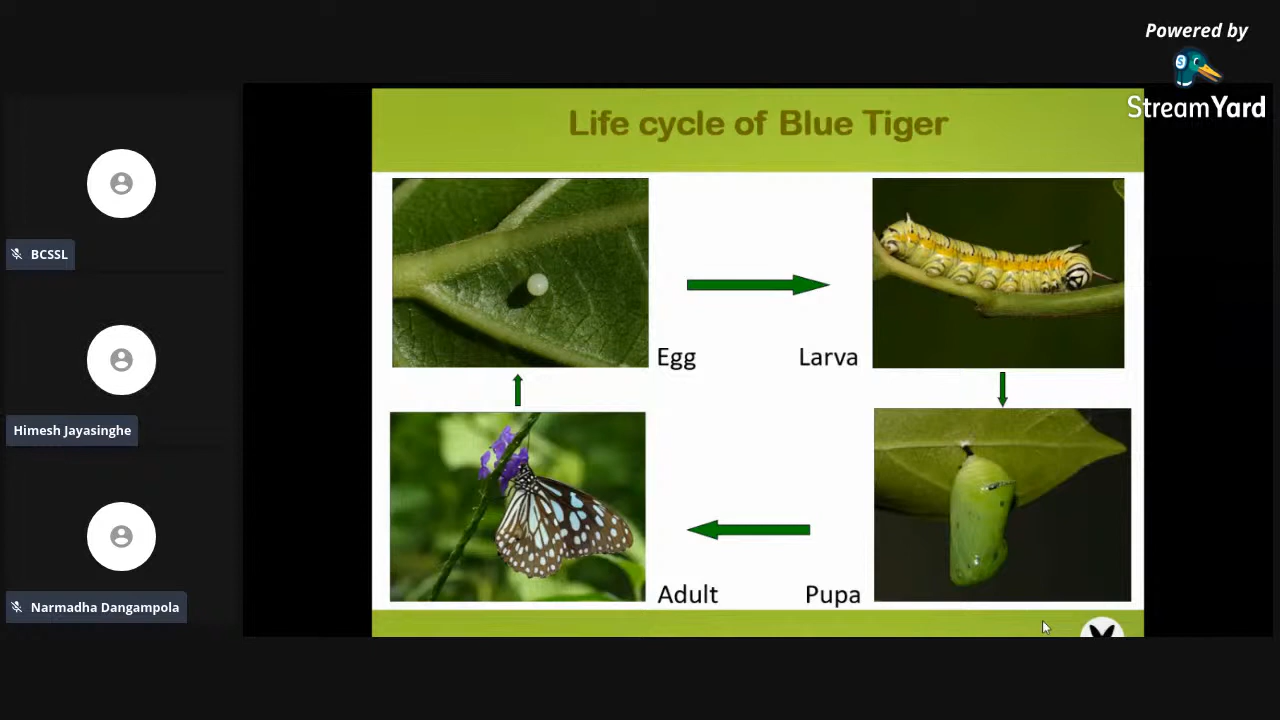 Powered by
StreamYard
Life cycle of Blue Tiger
BCSSL
Egg
Larva
Himesh Jayasinghe
Adult
Pupa
Narmadha Dangampola